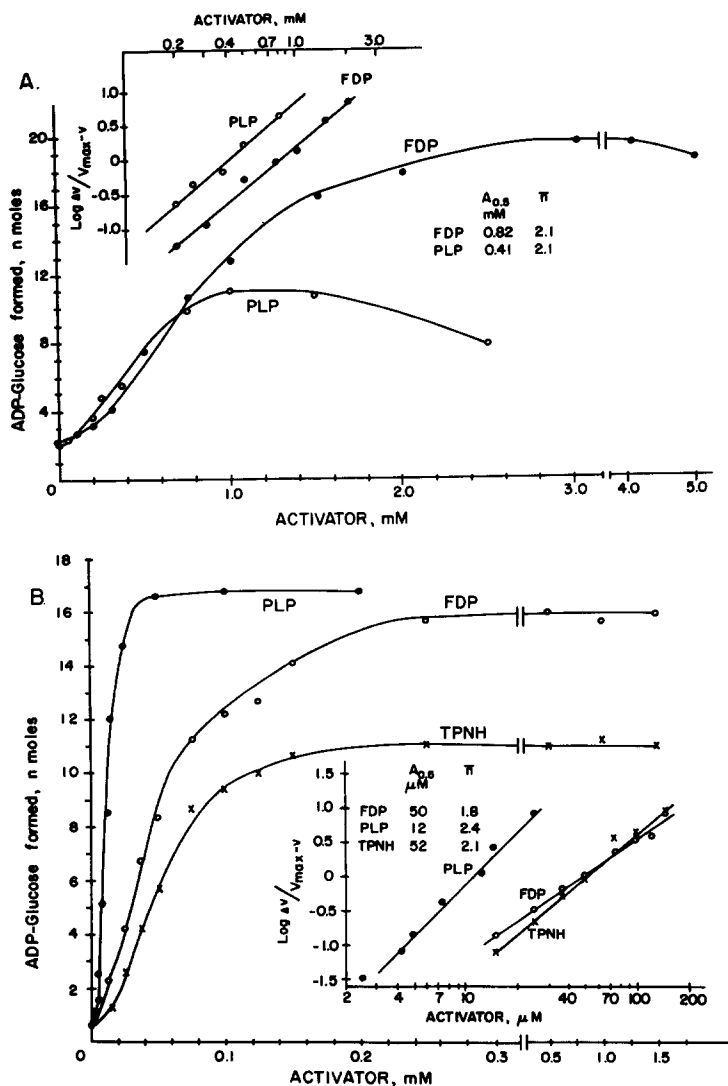 ACTIVATOR, mM
0.2 0.4 0.7 1.0 3.0
A.
FDP
PLP
1.0
0.5
0
-0.5
-1.0
Log Δv/Vmax-v
20
17
12
8
4
ADP-Glucose formed, n moles
FDP
A0.5 n̄
mM
FDP 0.82 2.1
PLP 0.41 2.1
PLP
0 1.0 2.0 3.0 4.0 5.0
ACTIVATOR, mM
B.
18
16
14
12
10
8
6
4
2
ADP-Glucose formed, n moles
PLP
FDP
TPNH
A0.5 n̄
μM
FDP 50 1.8
PLP 12 2.4
TPNH 52 2.1
1.5
1.0
0.5
0
-0.5
-1.0
-1.5
Log Δv/Vmax-v
PLP
FDP
TPNH
2 4 7 10 40 70 100 200
ACTIVATOR, μM
0 0.1 0.2 0.3 0.5 1.0 1.5
ACTIVATOR, mM